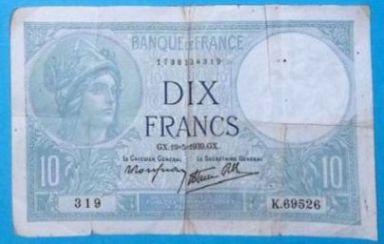 BANQUE DE FRANCE
1738134319
DIX
FRANCS
GX.19-5-1939.GX.
Le Caissier Général Le Secrétaire Général
10 10
319 K.69526